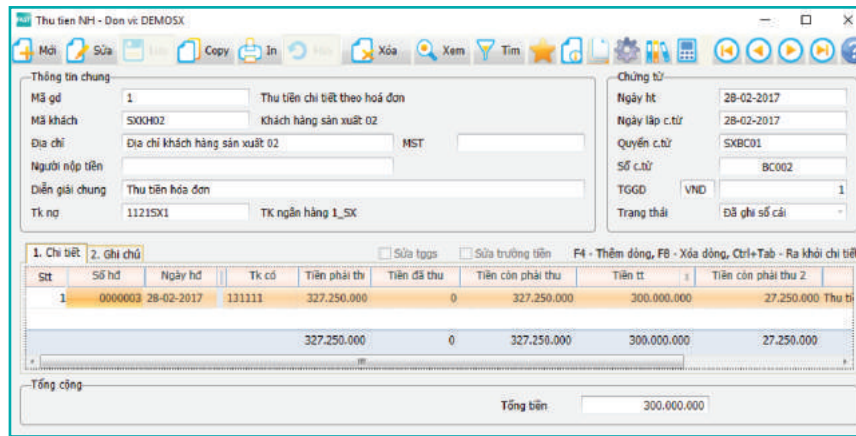 Thu tien NH - Don vi: DEMOSX
Mới Sửa Copy In Xóa Xem Tìm
Thông tin chung
Mã gd 1 Thu tiền chi tiết theo hoá đơn
Mã khách SXKH02 Khách hàng sản xuất 02
Địa chỉ Địa chỉ khách hàng sản xuất 02 MST
Người nộp tiền
Diễn giải chung Thu tiền hóa đơn
Tk nợ 1121SX1 TK ngân hàng 1_SX
Chứng từ
Ngày ht 28-02-2017
Ngày lập c.từ 28-02-2017
Quyển c.từ SXBC01
Số c.từ BC002
TGGD VND 1
Trạng thái Đã ghi sổ cái
1. Chi tiết 2. Ghi chú Sửa tggs Sửa trường tiền F4 - Thêm dòng, F8 - Xóa dòng, Ctrl+Tab - Ra khỏi chi tiết
Stt Số hđ Ngày hđ Tk có Tiền phải th Tiền đã thu Tiền còn phải thu Tiền tt Tiền còn phải thu 2
1 0000003 28-02-2017 131111 327.250.000 0 327.250.000 300.000.000 27.250.000 Thu ti
327.250.000 0 327.250.000 300.000.000 27.250.000
Tổng cộng
Tổng tiền 300.000.000